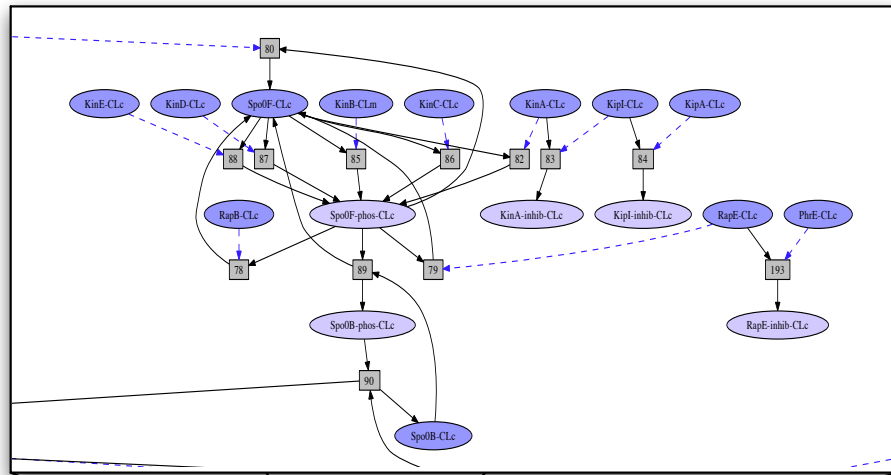 80
KinE-CLc KinD-CLc Spo0F-CLc KinB-CLm KinC-CLc KinA-CLc KipI-CLc KipA-CLc
88 87 85 86 82 83 84
RapB-CLc Spo0F-phos-CLc KinA-inhib-CLc KipI-inhib-CLc RapE-CLc PhrE-CLc
78 89 79 193
Spo0B-phos-CLc RapE-inhib-CLc
90
Spo0B-CLc